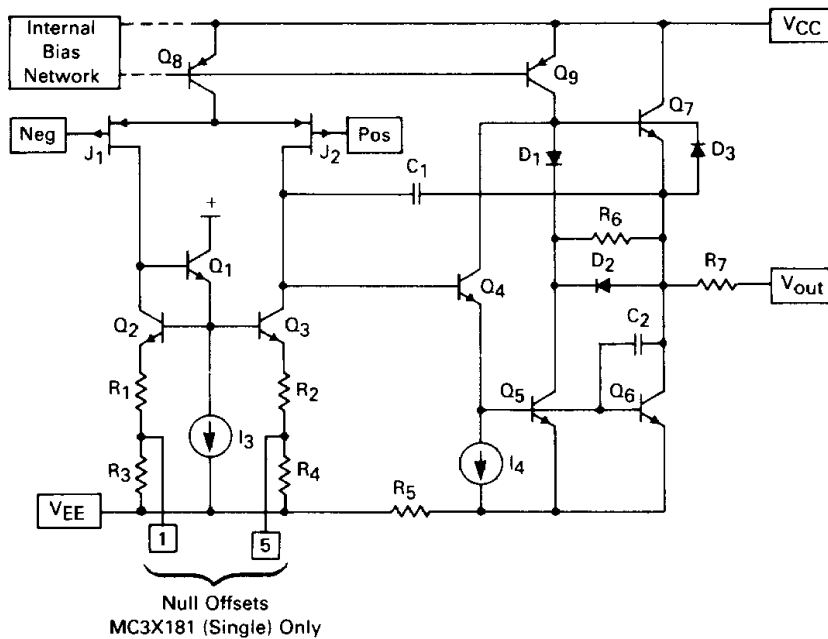 Internal
Bias
Network
VCC
Q8
Q9
Q7
Neg
J1
J2
Pos
D1
D3
C1
+
R6
Q1
Q4
D2
R7
Vout
Q2
Q3
C2
R1
R2
Q5
Q6
I3
I4
R3
R4
R5
VEE
1
5
Null Offsets
MC3X181 (Single) Only